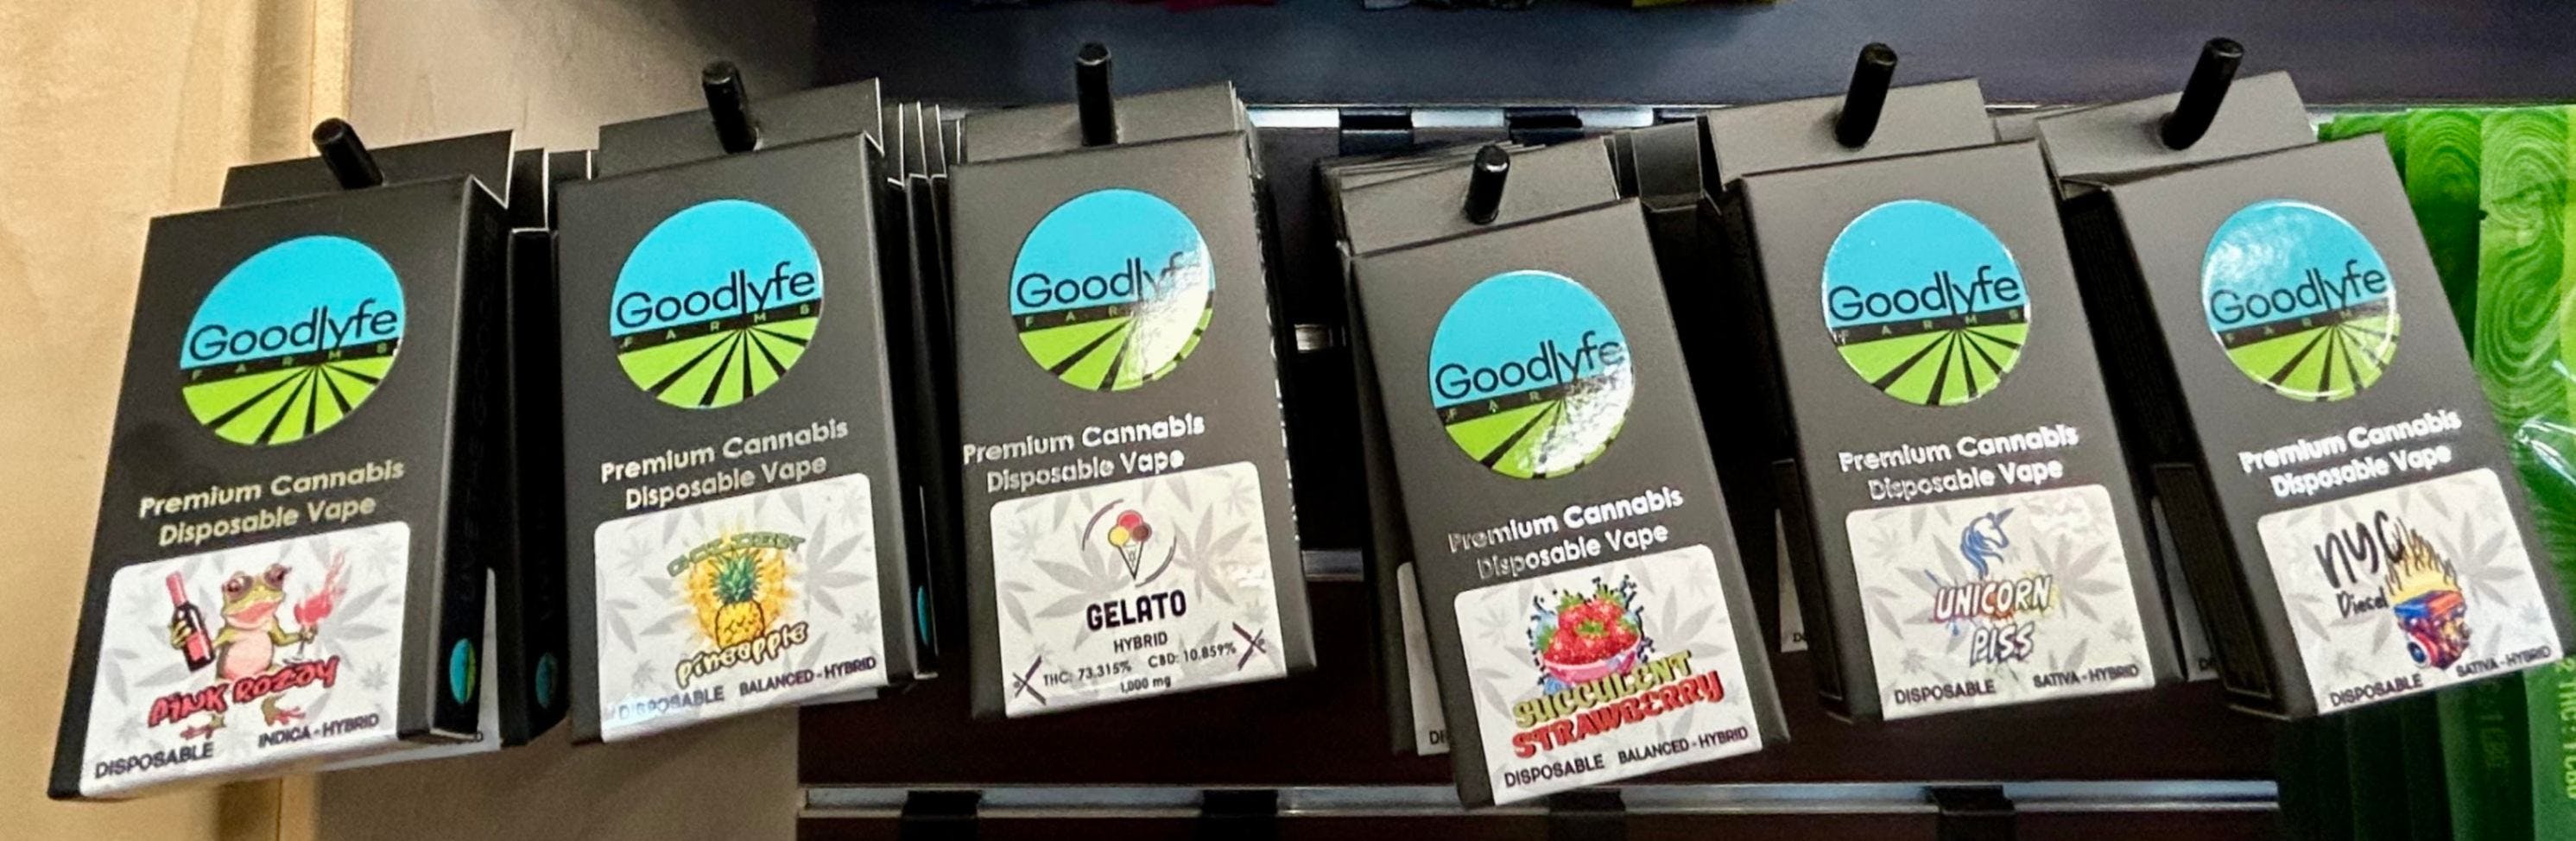 Goodlyfe
FARMS
Premium Cannabis
Disposable Vape
PINK ROZAY
DISPOSABLE INDICA-HYBRID
Goodlyfe
FARMS
Premium Cannabis
Disposable Vape
GOLDEN
Pineapple
DISPOSABLE BALANCED-HYBRID
Goodlyfe
Premium Cannabis
Disposable Vape
GELATO
HYBRID
THC: 73.315% CBD: 10.859%
1,000 mg
Goodlyfe
Premium Cannabis
Disposable Vape
SUCCULENT
STRAWBERRY
DISPOSABLE BALANCED-HYBRID
Goodlyfe
FARMS
Premium Cannabis
Disposable Vape
UNICORN
PISS
DISPOSABLE SATIVA-HYBRID
Goodlyfe
Premium Cannabis
Disposable Vape
nyc
Diesel
DISPOSABLE SATIVA-HYBRID